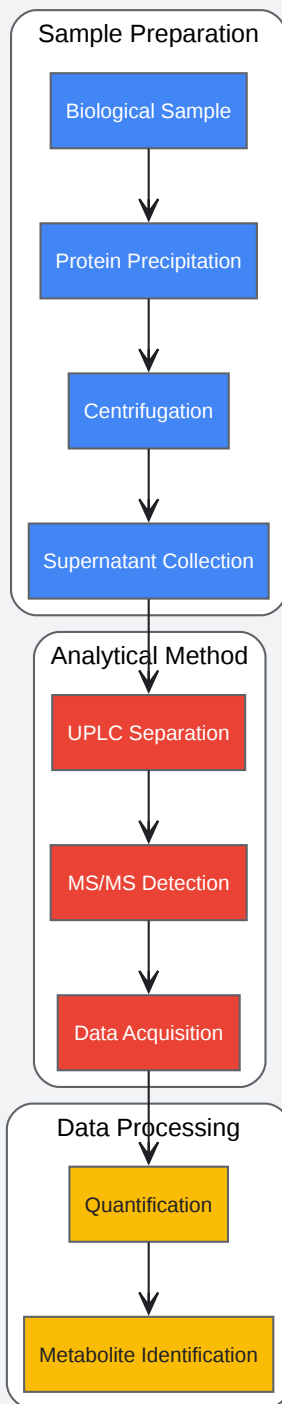 Sample Preparation
Biological Sample
Protein Precipitation
Centrifugation
Supernatant Collection
Analytical Method
UPLC Separation
MS/MS Detection
Data Acquisition
Data Processing
Quantification
Metabolite Identification